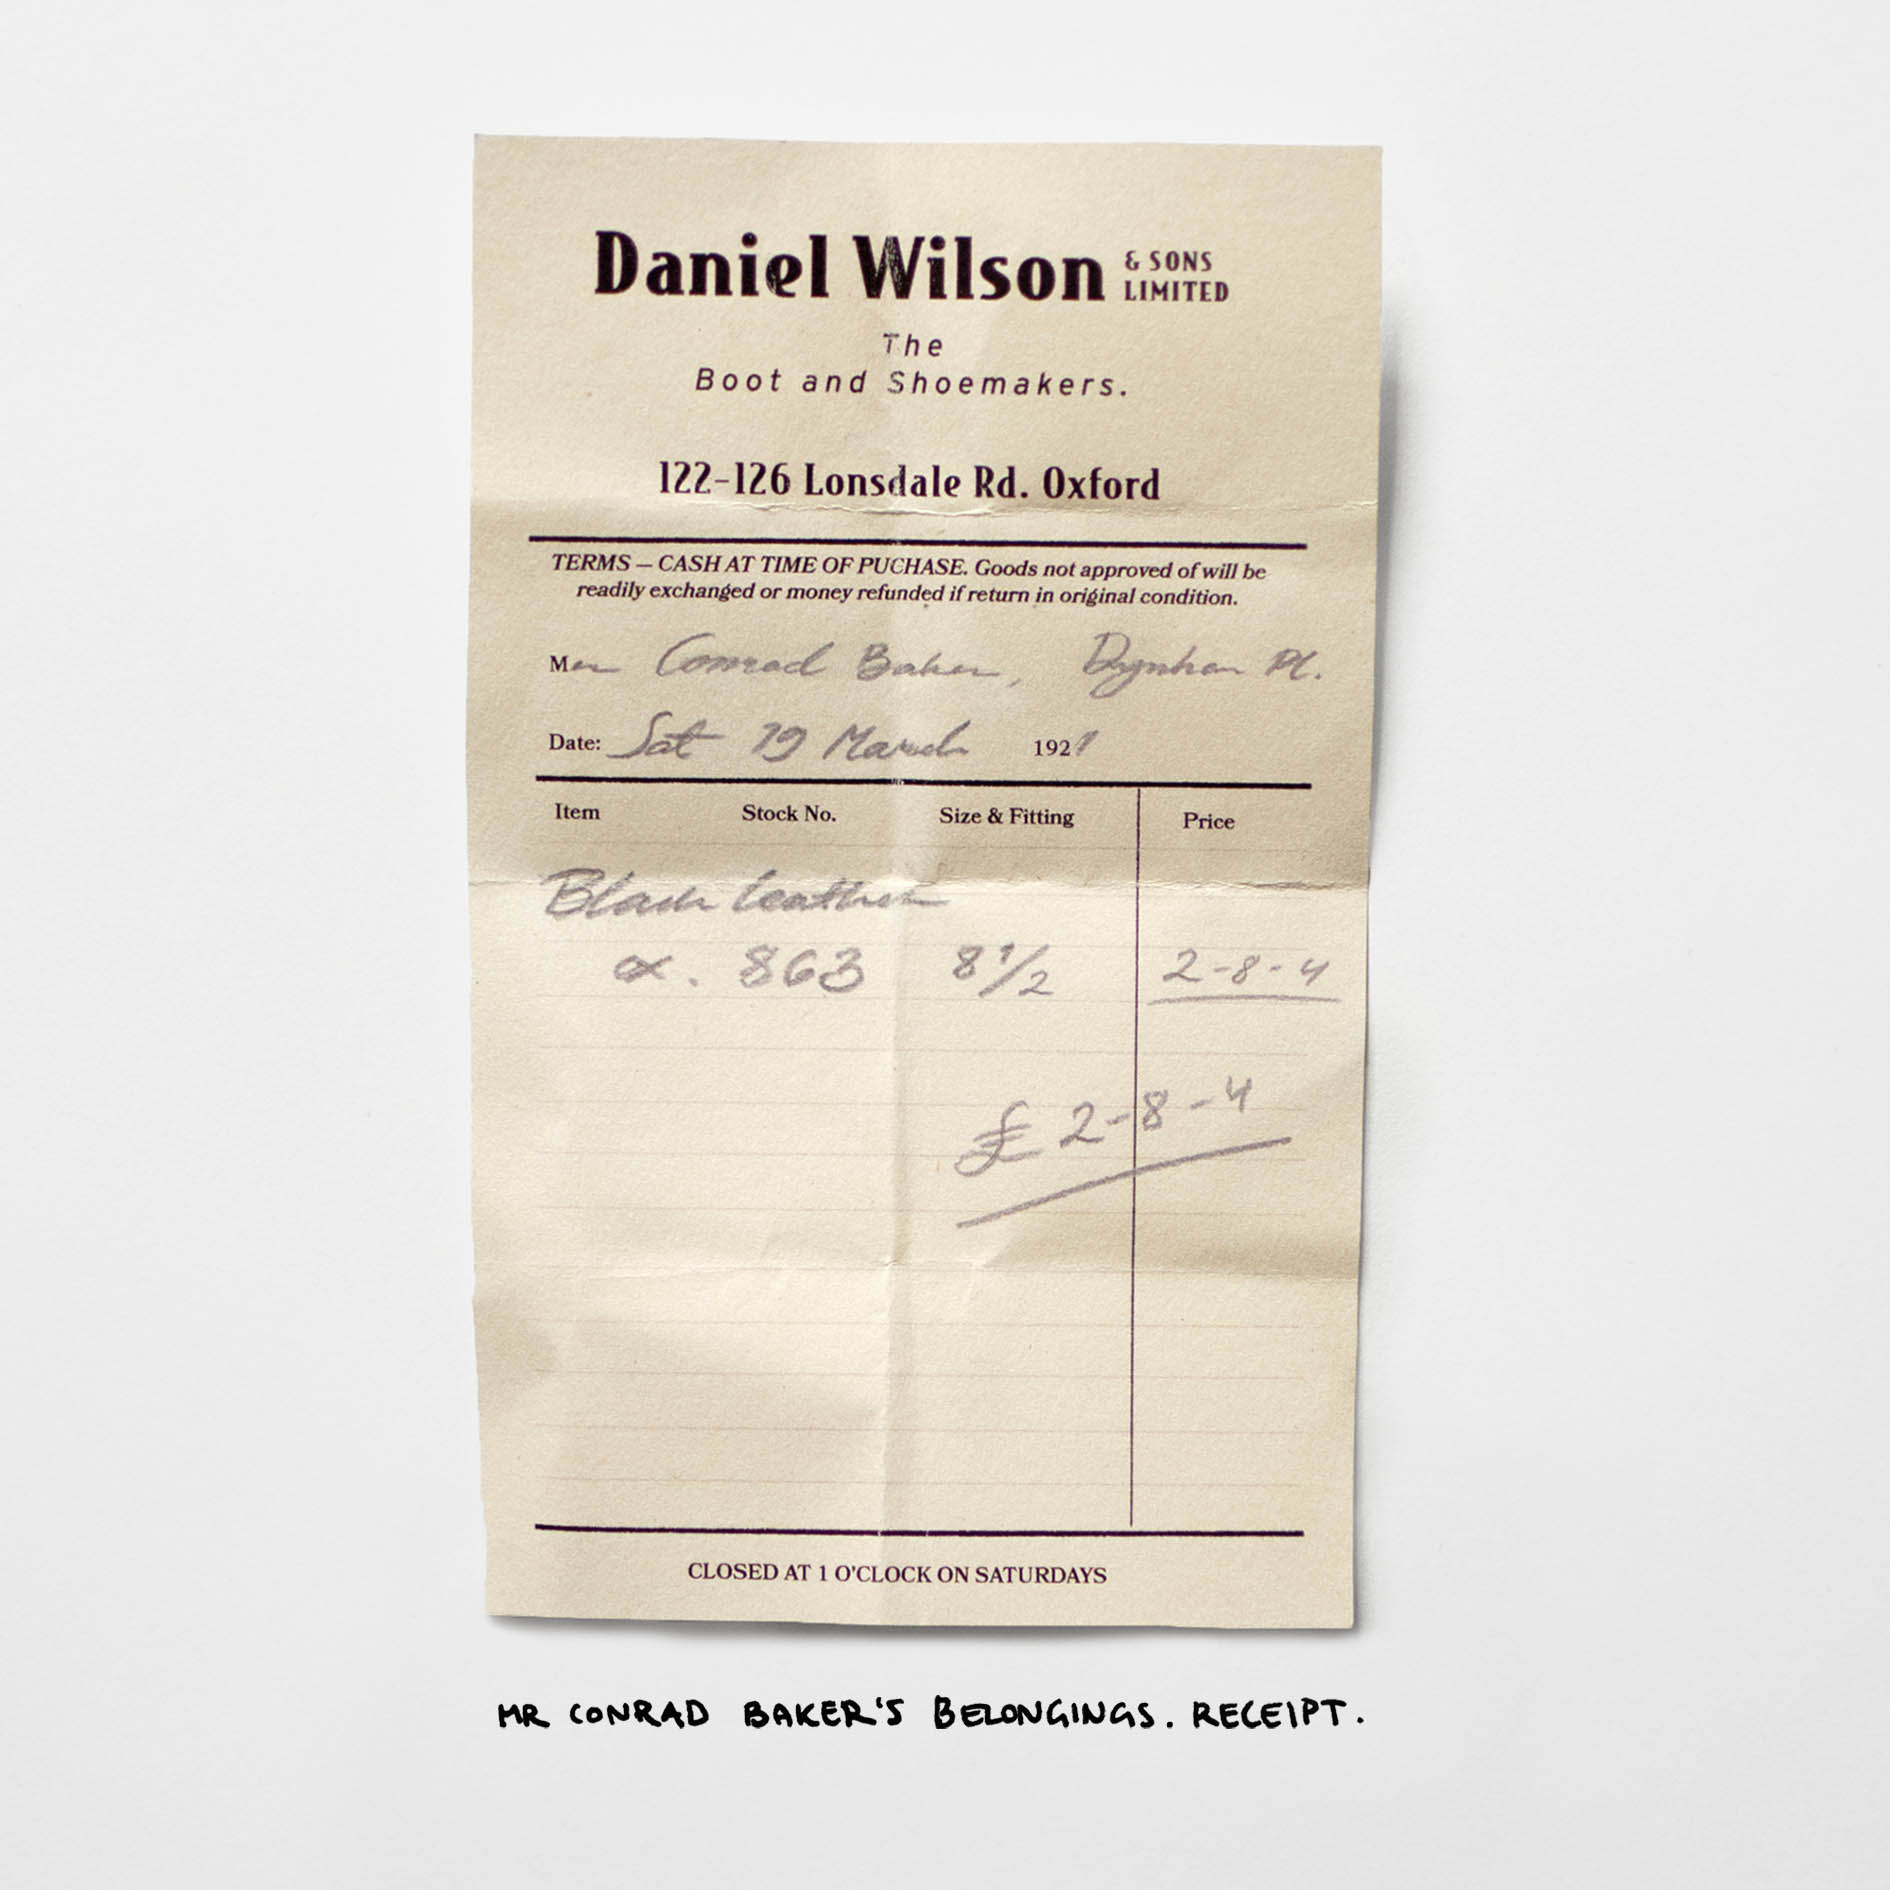 Daniel Wilson & SONS LIMITED
The
Boot and Shoemakers.
122-126 Lonsdale Rd. Oxford
TERMS – CASH AT TIME OF PUCHASE. Goods not approved of will be
readily exchanged or money refunded if return in original condition.
Mr Conrad Baker, Dynham Pl.
Date: Sat 19 March 1921
Item Stock No. Size & Fitting Price
Black leather
α. 863 8 1/2 2-8-4
£ 2-8-4
CLOSED AT 1 O'CLOCK ON SATURDAYS
MR CONRAD BAKER'S BELONGINGS. RECEIPT.